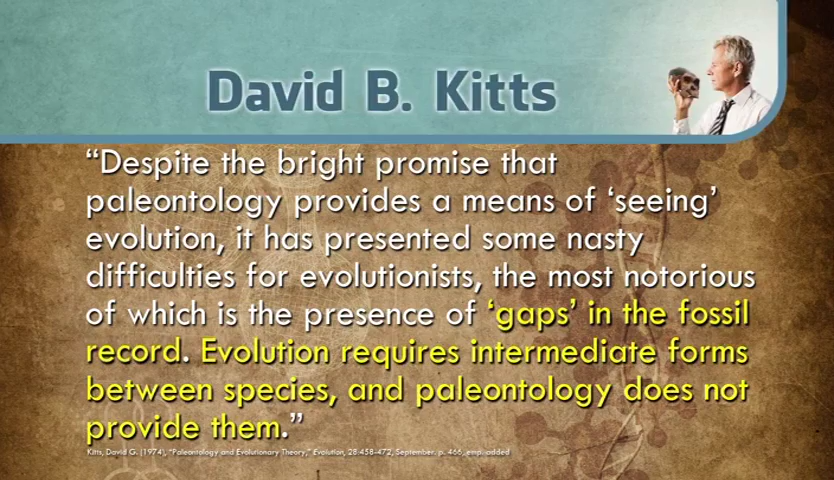 David B. Kitts
“Despite the bright promise that
paleontology provides a means of ‘seeing’
evolution, it has presented some nasty
difficulties for evolutionists, the most notorious
of which is the presence of ‘gaps’ in the fossil
record. Evolution requires intermediate forms
between species, and paleontology does not
provide them.”
Kitts, David G. (1974), “Paleontology and Evolutionary Theory,” Evolution, 28:458-472, September. p. 466, emp. added